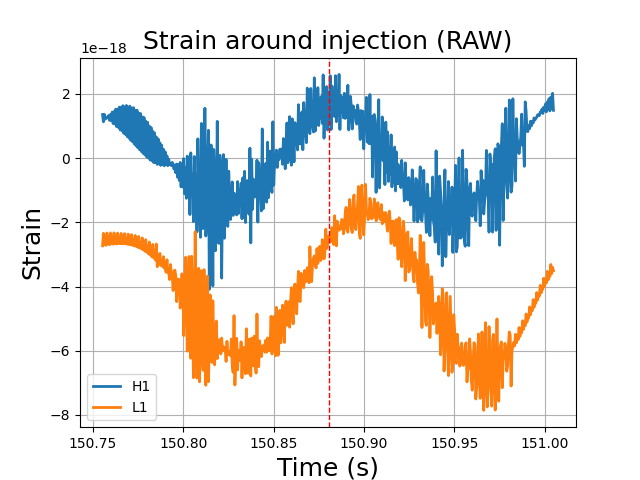 Strain around injection (RAW)
1e−18
2
0
−2
−4
−6
−8
Strain
H1
L1
150.75 150.80 150.85 150.90 150.95 151.00
Time (s)